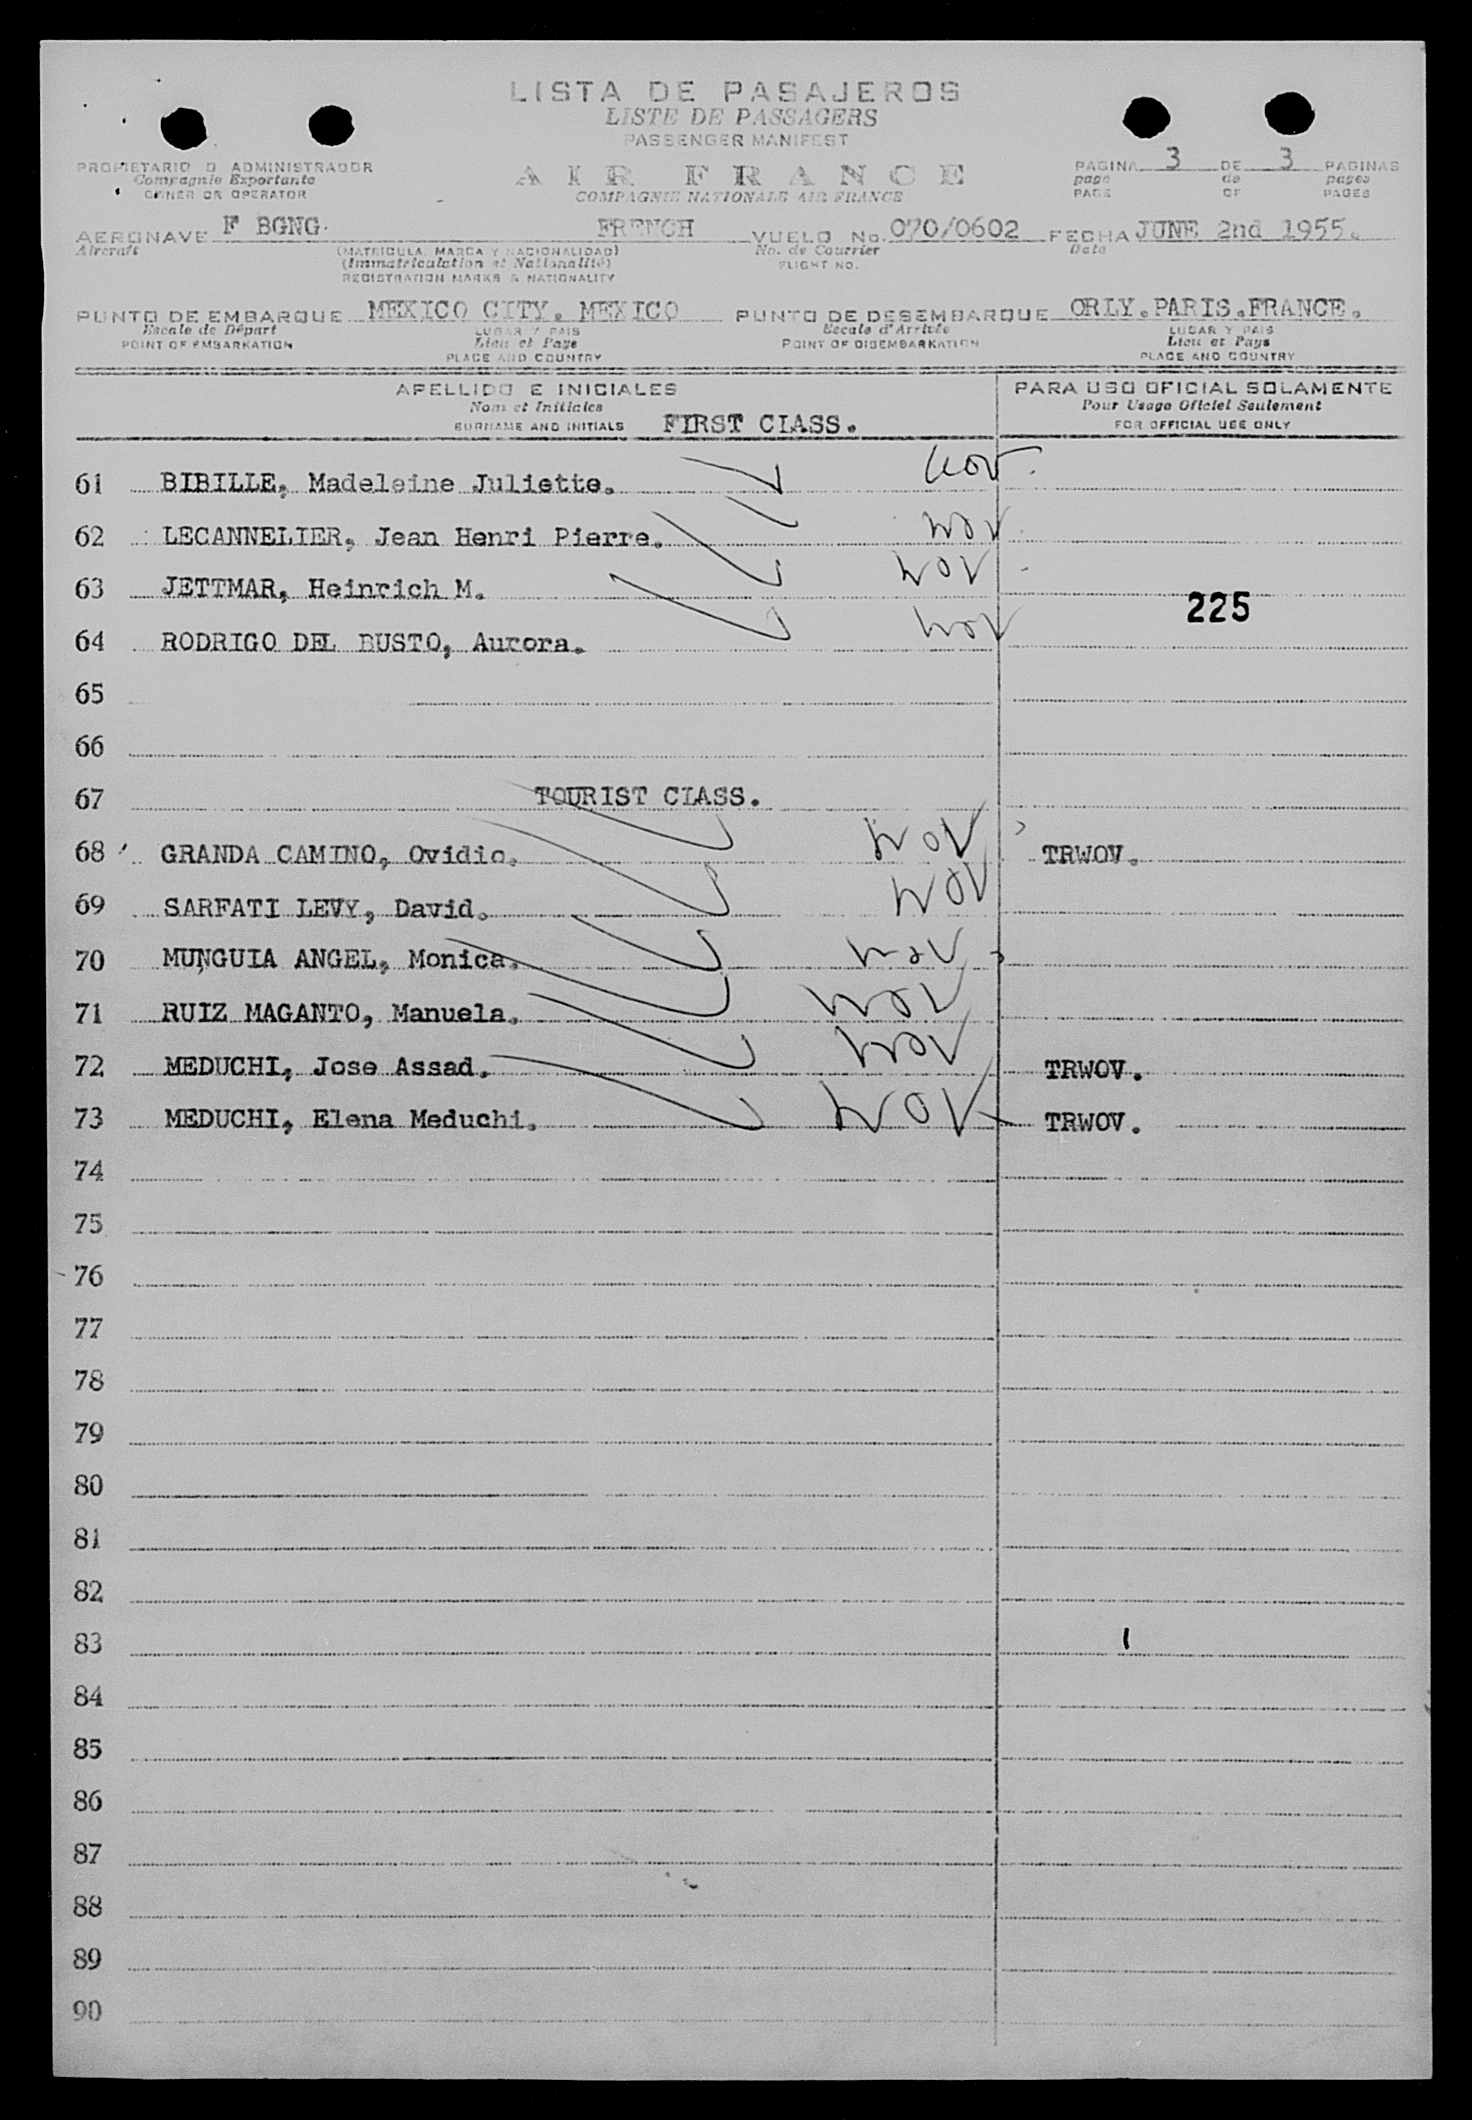 LISTA DE PASAJEROS
LISTE DE PASSAGERS
PASSENGER MANIFEST
PROPIETARIO O ADMINISTRADOR
Compagnie Exportante
OWNER OR OPERATOR
AIR FRANCE
COMPAGNIE NATIONALE AIR FRANCE
PAGINA 3 DE 3 PAGINAS
page de pages
PAGE OF PAGES
AERONAVE F BGNG. FRENCH VUELO No. 070/0602 FECHA JUNE 2nd 1955.
Aircraft (MATRICULA, MARCA Y NACIONALIDAD) No. de Courrier Date
(Immatriculation et Nationalité) FLIGHT NO.
REGISTRATION MARKS & NATIONALITY
PUNTO DE EMBARQUE MEXICO CITY. MEXICO PUNTO DE DESEMBARQUE ORLY.PARIS.FRANCE.
Escale de Départ LUGAR Y PAIS Escale d'Arrivée LUGAR Y PAIS
POINT OF EMBARKATION Lieu et Pays POINT OF DISEMBARKATION Lieu et Pays
PLACE AND COUNTRY PLACE AND COUNTRY
APELLIDO E INICIALES PARA USO OFICIAL SOLAMENTE
Nom et Initiales Pour Usage Officiel Seulement
SURNAME AND INITIALS FIRST CLASS. FOR OFFICIAL USE ONLY
61 BIBILLE, Madeleine Juliette. wov
62 LECANNELIER, Jean Henri Pierre. wov
63 JETTMAR, Heinrich M. wov
225
64 RODRIGO DEL BUSTO, Aurora. wov
65
66
67 TOURIST CLASS.
68 GRANDA CAMINO, Ovidio. wov TRWOV.
69 SARFATI LEVY, David. wov
70 MUNGUIA ANGEL, Monica. wov
71 RUIZ MAGANTO, Manuela. wov
72 MEDUCHI, Jose Assad. wov TRWOV.
73 MEDUCHI, Elena Meduchi. wov TRWOV.
74
75
76
77
78
79
80
81
82
83
84
85
86
87
88
89
90